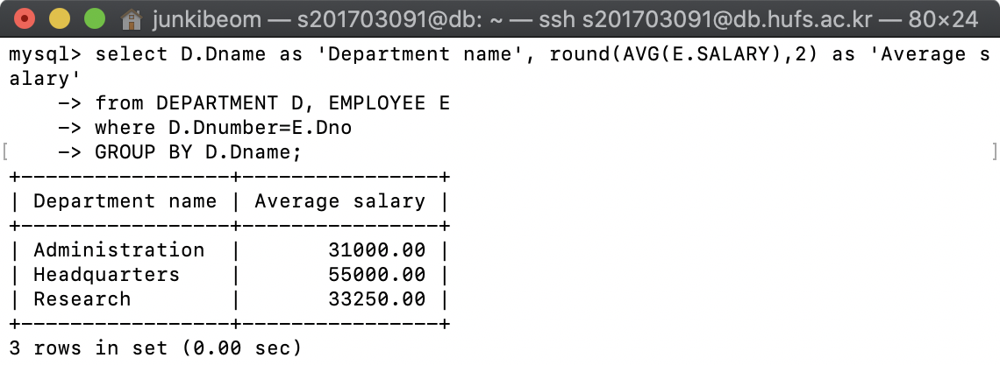 junkibeom — s201703091@db: ~ — ssh s201703091@db.hufs.ac.kr — 80×24
mysql> select D.Dname as 'Department name', round(AVG(E.SALARY),2) as 'Average s
alary'
    -> from DEPARTMENT D, EMPLOYEE E
    -> where D.Dnumber=E.Dno
[    -> GROUP BY D.Dname;    ]
+-----------------+----------------+
| Department name | Average salary |
+-----------------+----------------+
| Administration  |       31000.00 |
| Headquarters    |       55000.00 |
| Research        |       33250.00 |
+-----------------+----------------+
3 rows in set (0.00 sec)